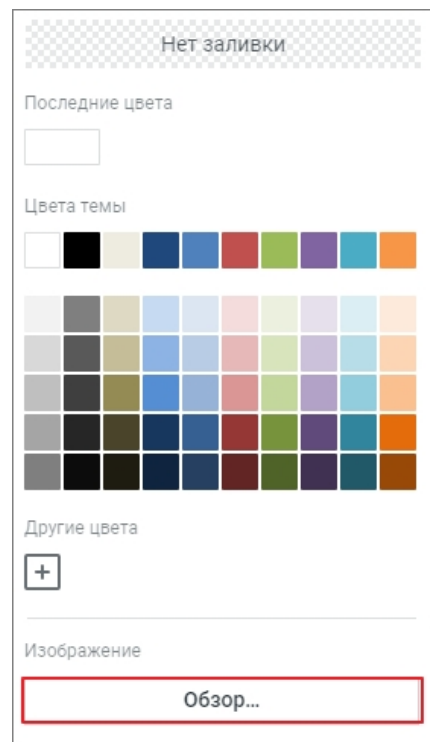 Нет заливки
Последние цвета
Цвета темы
Другие цвета
+
Изображение
Обзор...